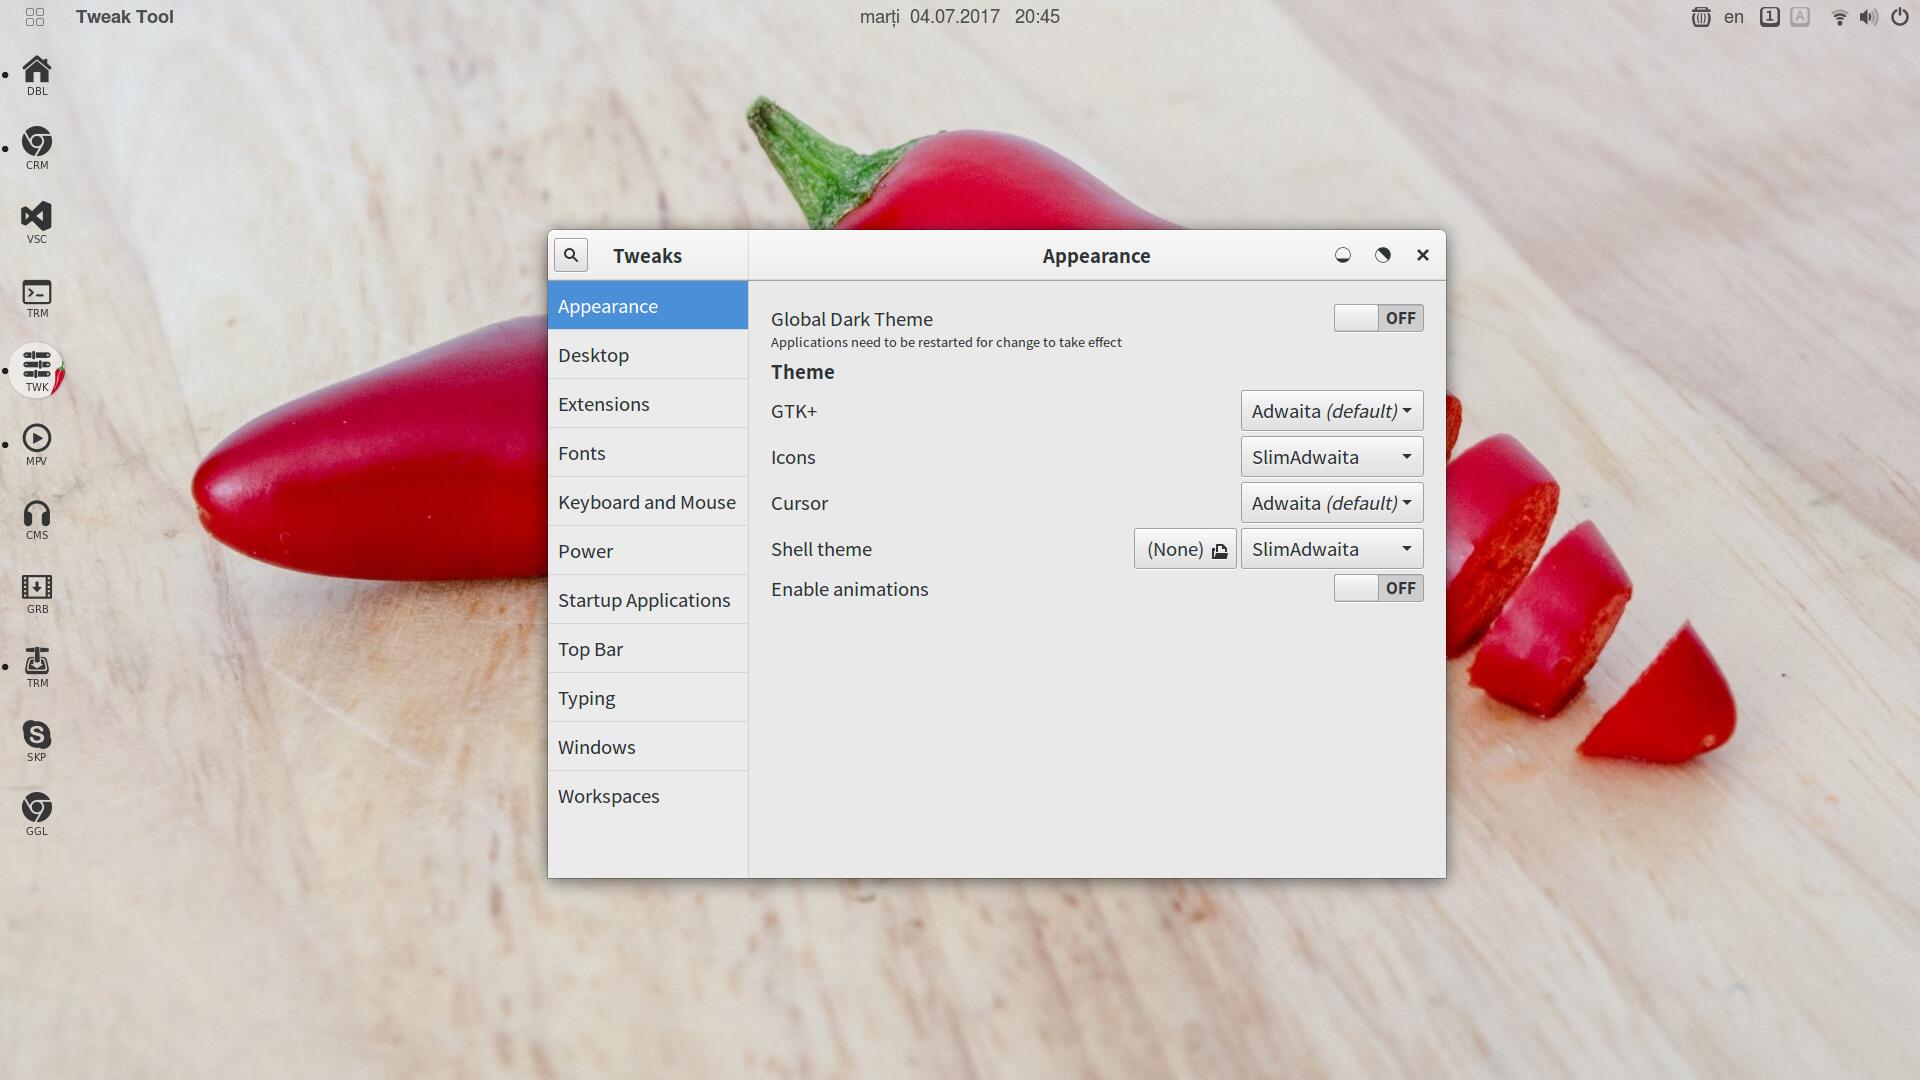 Tweak Tool
marți 04.07.2017 20:45
en
1
A
DBL
CRM
VSC
TRM
TWK
MPV
CMS
GRB
TRM
SKP
GGL
Tweaks
Appearance
Appearance
Desktop
Extensions
Fonts
Keyboard and Mouse
Power
Startup Applications
Top Bar
Typing
Windows
Workspaces
Global Dark Theme OFF
Applications need to be restarted for change to take effect
Theme
GTK+ Adwaita (default)
Icons SlimAdwaita
Cursor Adwaita (default)
Shell theme (None) SlimAdwaita
Enable animations OFF